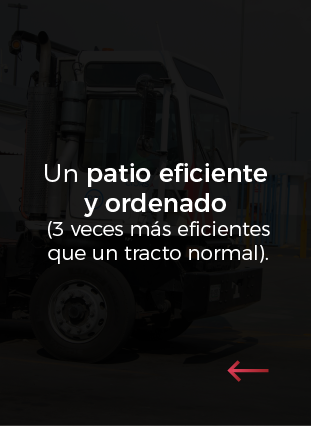 Un patio eficiente
y ordenado
(3 veces más eficientes
que un tracto normal).